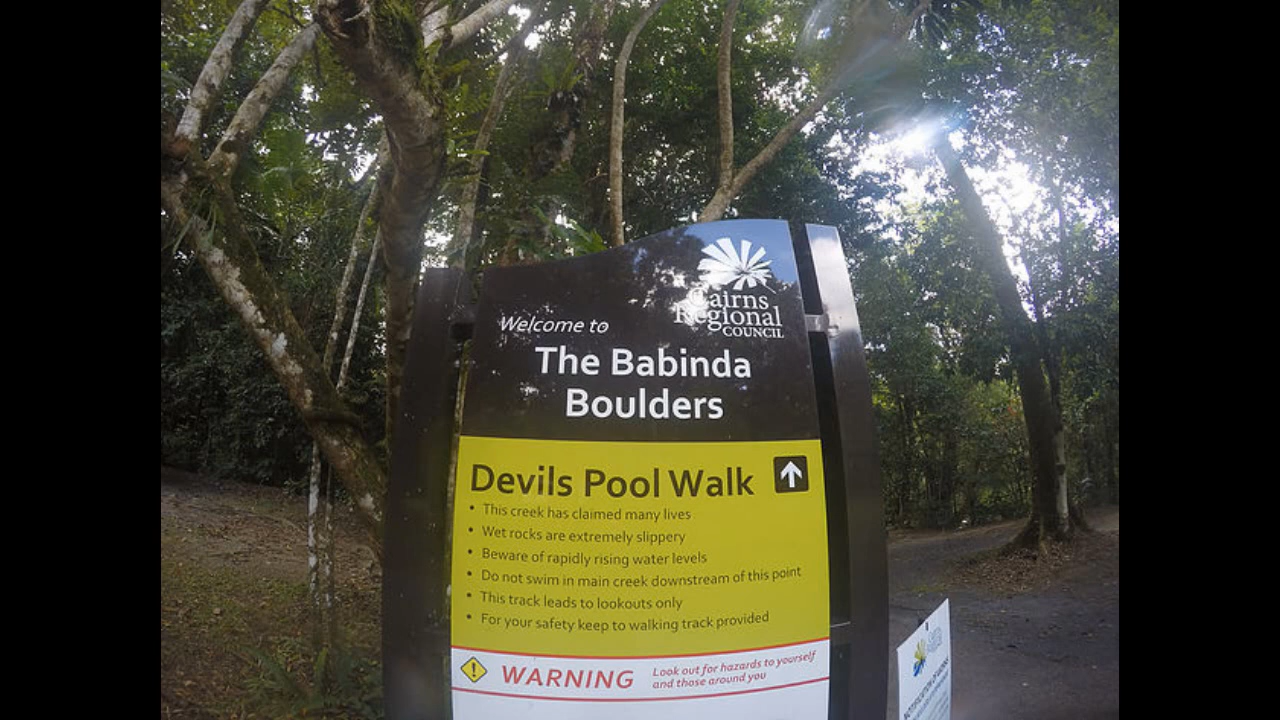 Cairns
Regional
COUNCIL
Welcome to
The Babinda
Boulders
Devils Pool Walk
• This creek has claimed many lives
• Wet rocks are extremely slippery
• Beware of rapidly rising water levels
• Do not swim in main creek downstream of this point
• This track leads to lookouts only
• For your safety keep to walking track provided
WARNING
Look out for hazards to yourself
and those around you